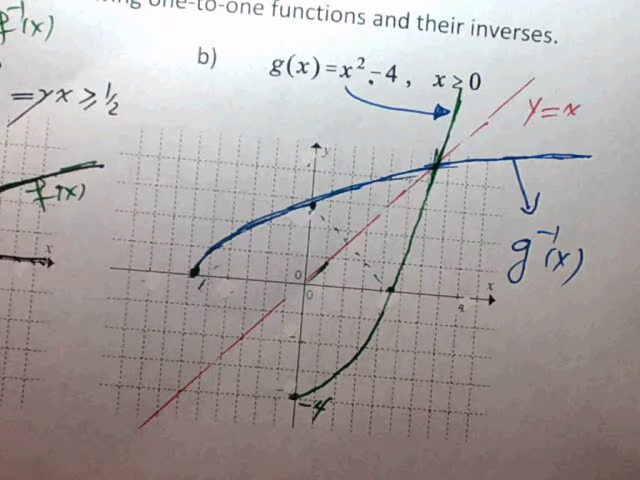 one-to-one functions and their inverses.
f⁻¹(x)
b) g(x)=x²-4, x≥0
x ≥ ½
y=x
f(x)
g⁻¹(x)
y
x
x
0
0
4
-4